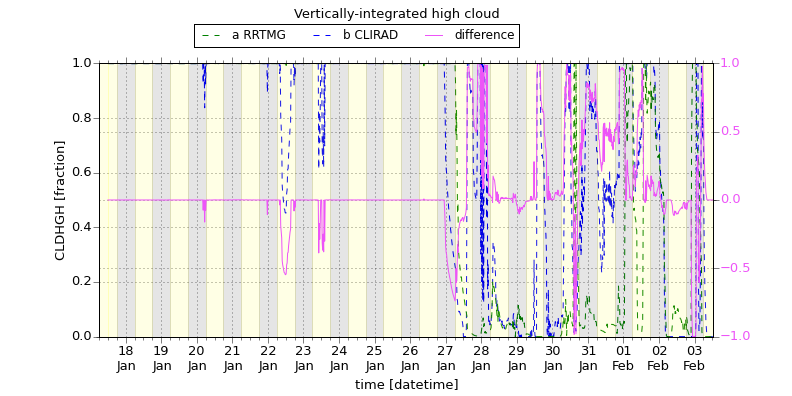 Vertically-integrated high cloud
a RRTMG b CLIRAD difference
CLDHGH [fraction]
1.0
0.8
0.6
0.4
0.2
0.0
1.0
0.5
0.0
−0.5
−1.0
18 19 20 21 22 23 24 25 26 27 28 29 30 31 01 02 03
Jan Jan Jan Jan Jan Jan Jan Jan Jan Jan Jan Jan Jan Jan Feb Feb Feb
time [datetime]